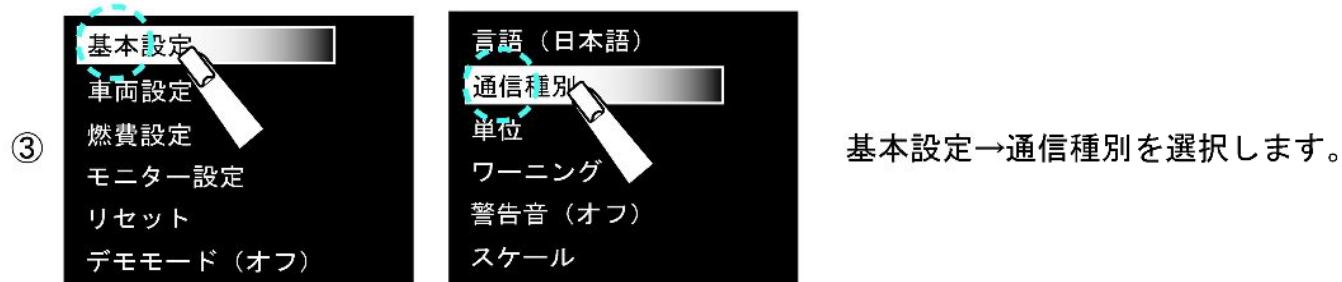 ③
基本設定
車両設定
燃費設定
モニター設定
リセット
デモモード（オフ）
言語（日本語）
通信種別
単位
ワーニング
警告音（オフ）
スケール
基本設定→通信種別を選択します。